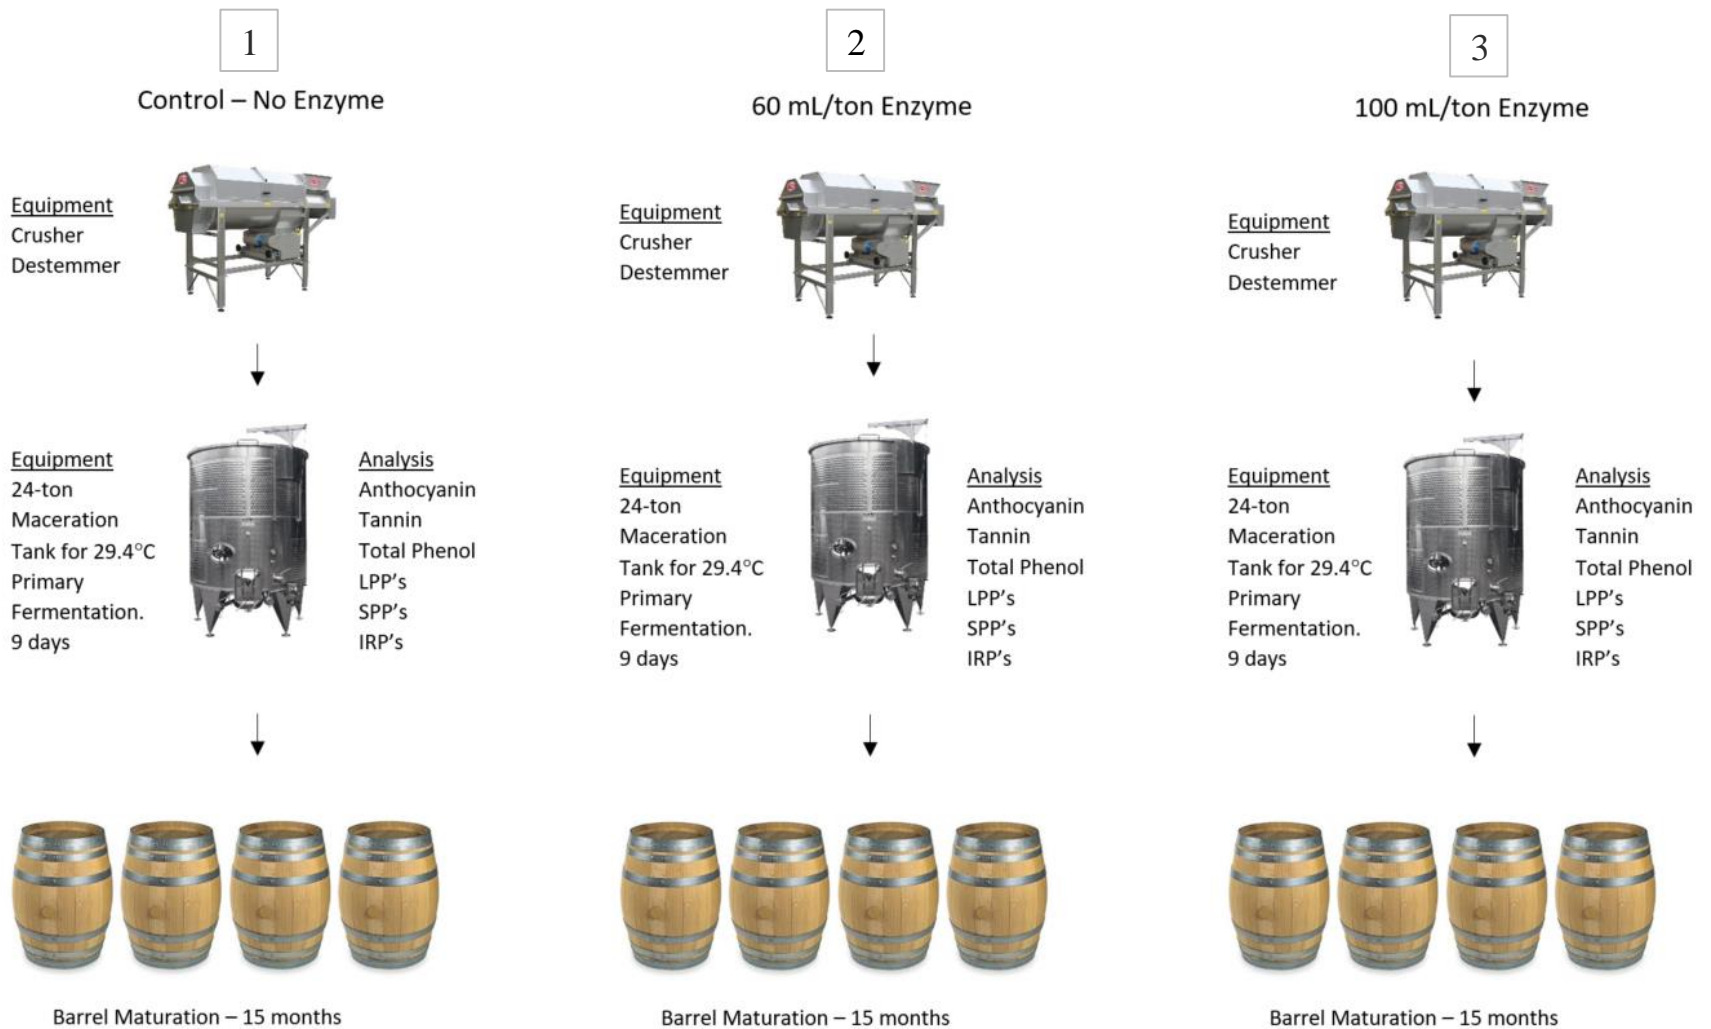 1
Control – No Enzyme
Equipment
Crusher
Destemmer
Equipment
24-ton
Maceration
Tank for 29.4°C
Primary
Fermentation.
9 days
Analysis
Anthocyanin
Tannin
Total Phenol
LPP’s
SPP’s
IRP’s
Barrel Maturation – 15 months
2
60 mL/ton Enzyme
Equipment
Crusher
Destemmer
Equipment
24-ton
Maceration
Tank for 29.4°C
Primary
Fermentation.
9 days
Analysis
Anthocyanin
Tannin
Total Phenol
LPP’s
SPP’s
IRP’s
Barrel Maturation – 15 months
3
100 mL/ton Enzyme
Equipment
Crusher
Destemmer
Equipment
24-ton
Maceration
Tank for 29.4°C
Primary
Fermentation.
9 days
Analysis
Anthocyanin
Tannin
Total Phenol
LPP’s
SPP’s
IRP’s
Barrel Maturation – 15 months